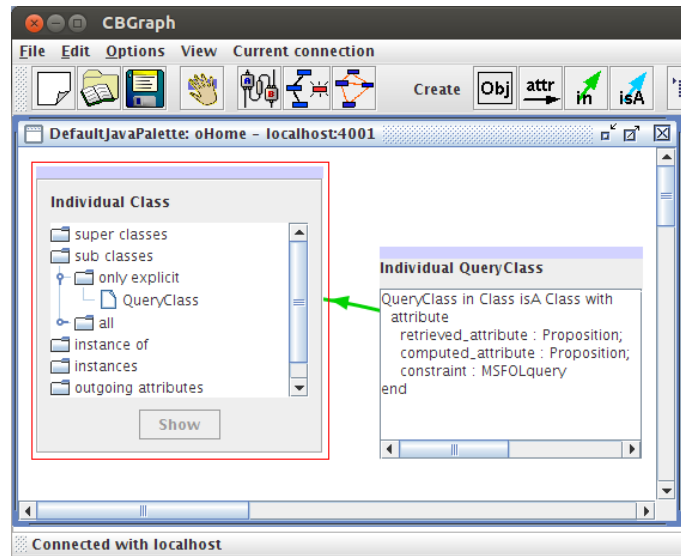 CBGraph
File Edit Options View Current connection
Create Obj attr in isA
DefaultJavaPalette: oHome - localhost:4001
Individual Class
super classes
sub classes
only explicit
QueryClass
all
instance of
instances
outgoing attributes
Show
Individual QueryClass
QueryClass in Class isA Class with
attribute
retrieved_attribute : Proposition;
computed_attribute : Proposition;
constraint : MSFOLquery
end
Connected with localhost